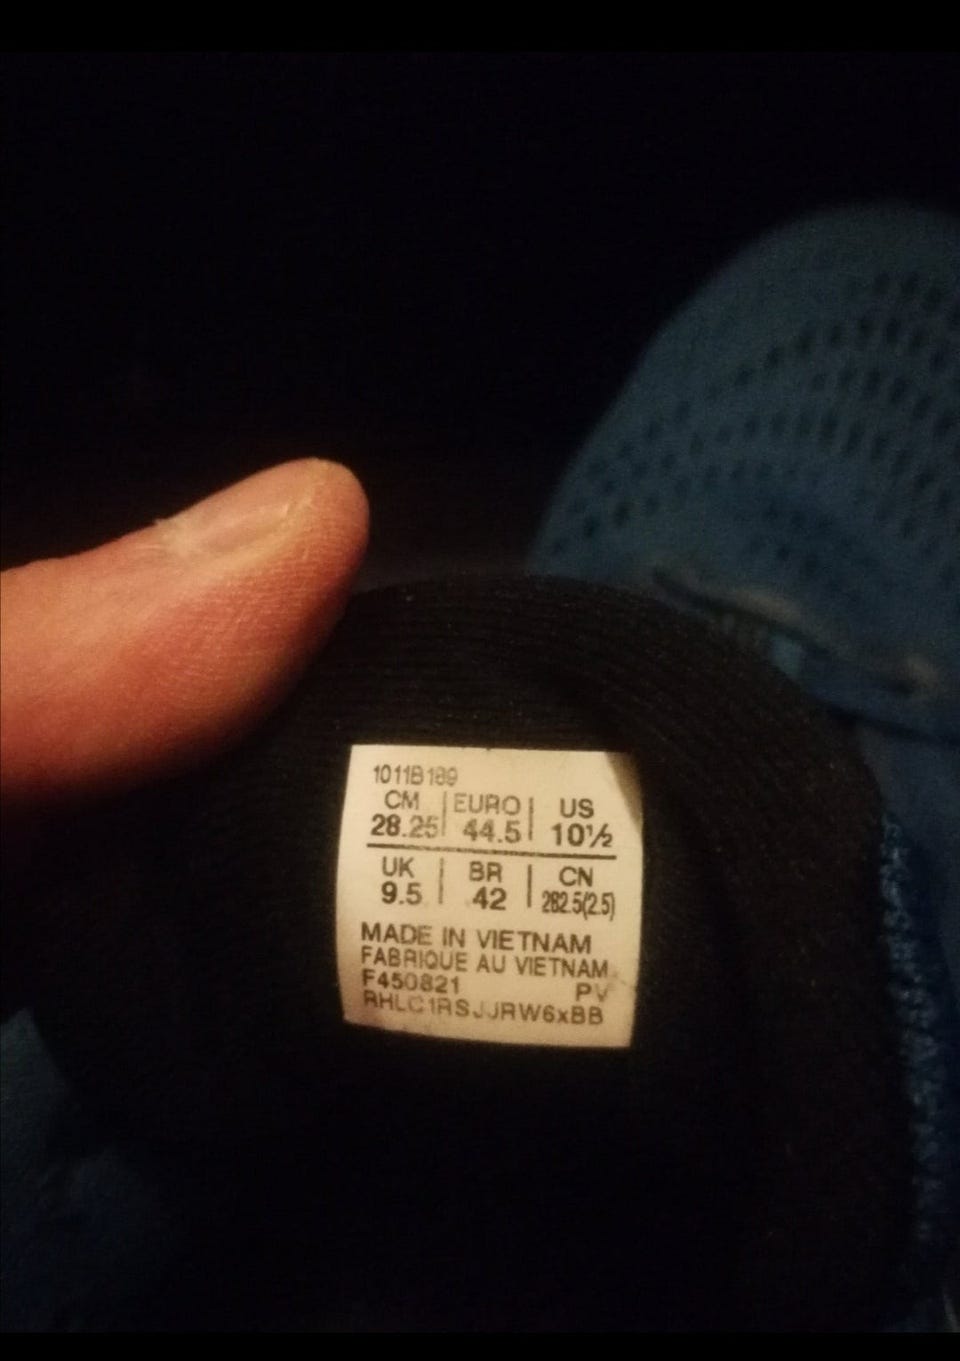 1011B189
CM | EURO | US
28.25 | 44.5 | 10½
UK | BR | CN
9.5 | 42 | 282.5(2.5)
MADE IN VIETNAM
FABRIQUE AU VIETNAM
F450821 PV
RHLC1RSJJRW6xBB